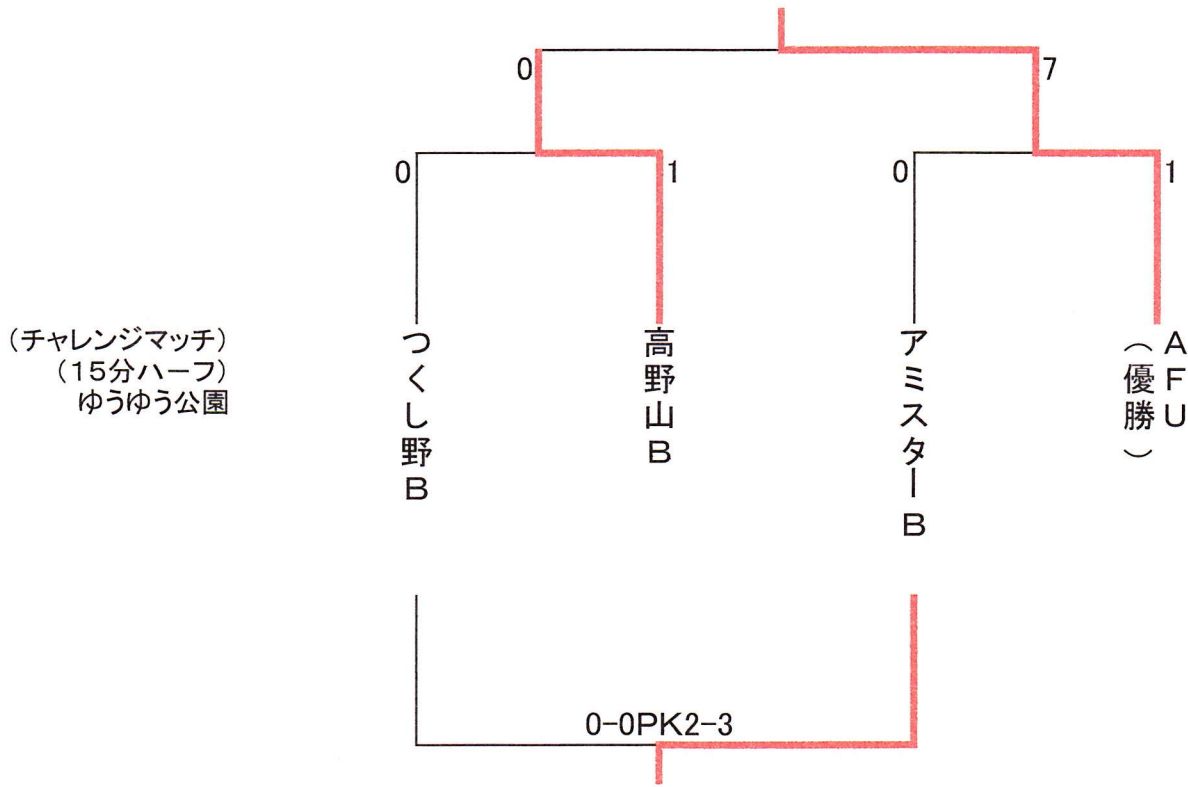 0
7
0
1
0
1
（チャレンジマッチ）
（１５分ハーフ）
ゆうゆう公園
つくし野Ｂ
高野山Ｂ
アミスターＢ
ＡＦＵ
（優勝）
0-0PK2-3